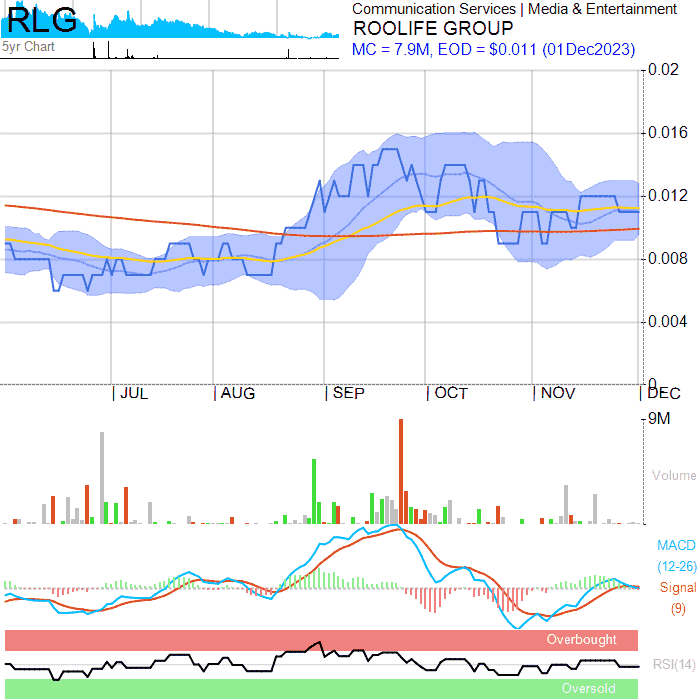 RLG
5yr Chart
Communication Services | Media & Entertainment
ROOLIFE GROUP
MC = 7.9M, EOD = $0.011 (01Dec2023)
0.02
0.016
0.012
0.008
0.004
0
JUL AUG SEP OCT NOV DEC
9M
Volume
MACD
(12-26)
Signal
(9)
Overbought
RSI(14)
Oversold